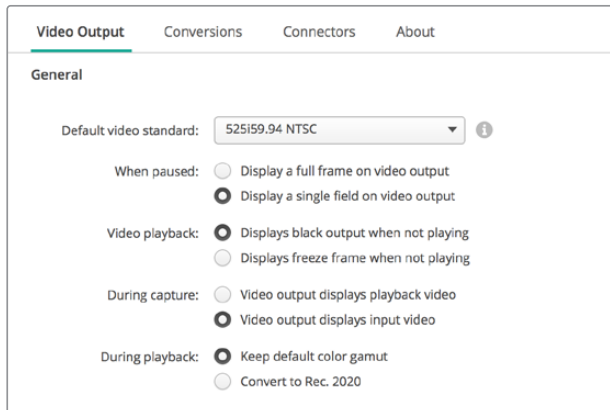 Video Output Conversions Connectors About
General
Default video standard: 525i59.94 NTSC
When paused: Display a full frame on video output
Display a single field on video output
Video playback: Displays black output when not playing
Displays freeze frame when not playing
During capture: Video output displays playback video
Video output displays input video
During playback: Keep default color gamut
Convert to Rec. 2020